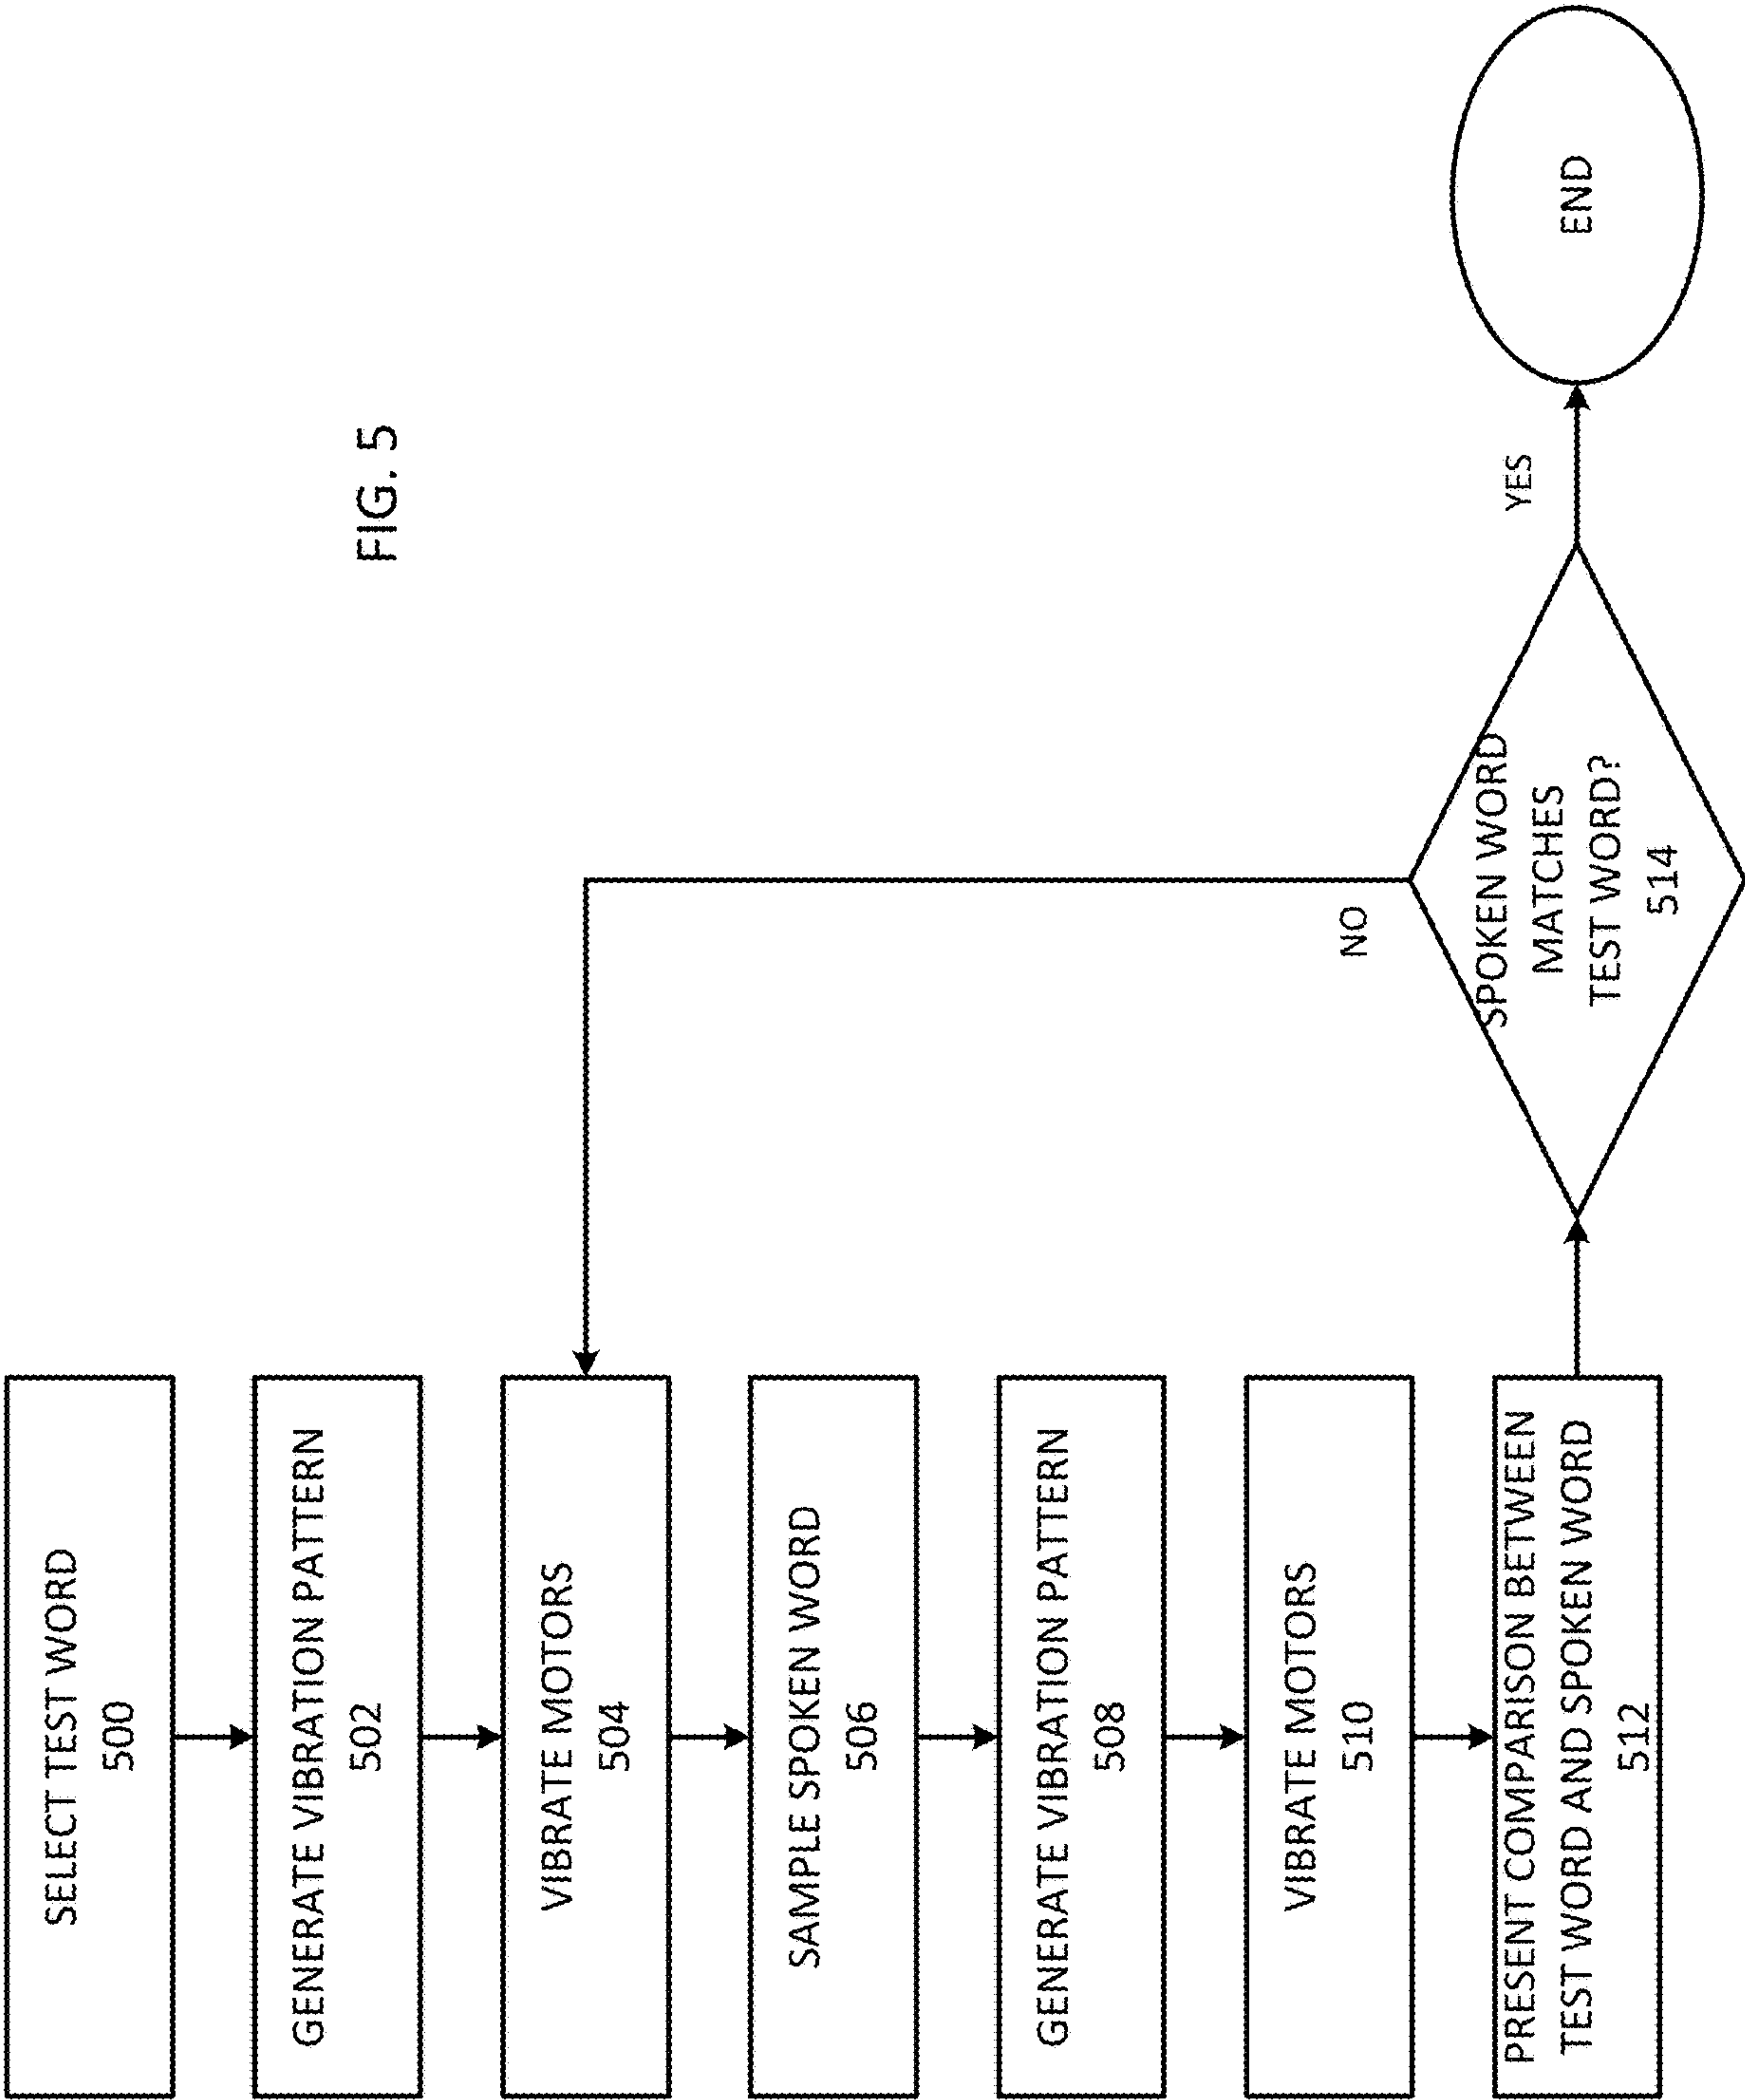 FIG. 5
SELECT TEST WORD
500
GENERATE VIBRATION PATTERN
502
VIBRATE MOTORS
504
SAMPLE SPOKEN WORD
506
GENERATE VIBRATION PATTERN
508
VIBRATE MOTORS
510
PRESENT COMPARISON BETWEEN
TEST WORD AND SPOKEN WORD
512
SPOKEN WORD
MATCHES
TEST WORD?
514
NO
YES
END